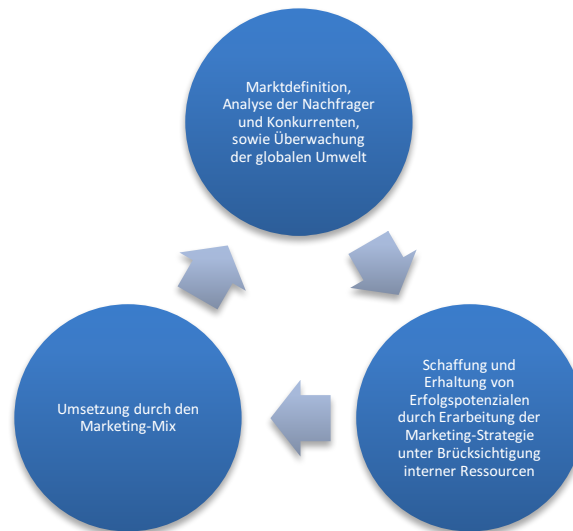 Marktdefinition,
Analyse der Nachfrager
und Konkurrenten,
sowie Überwachung
der globalen Umwelt
Schaffung und
Erhaltung von
Erfolgspotenzialen
durch Erarbeitung der
Marketing-Strategie
unter Brücksichtigung
interner Ressourcen
Umsetzung durch den
Marketing-Mix